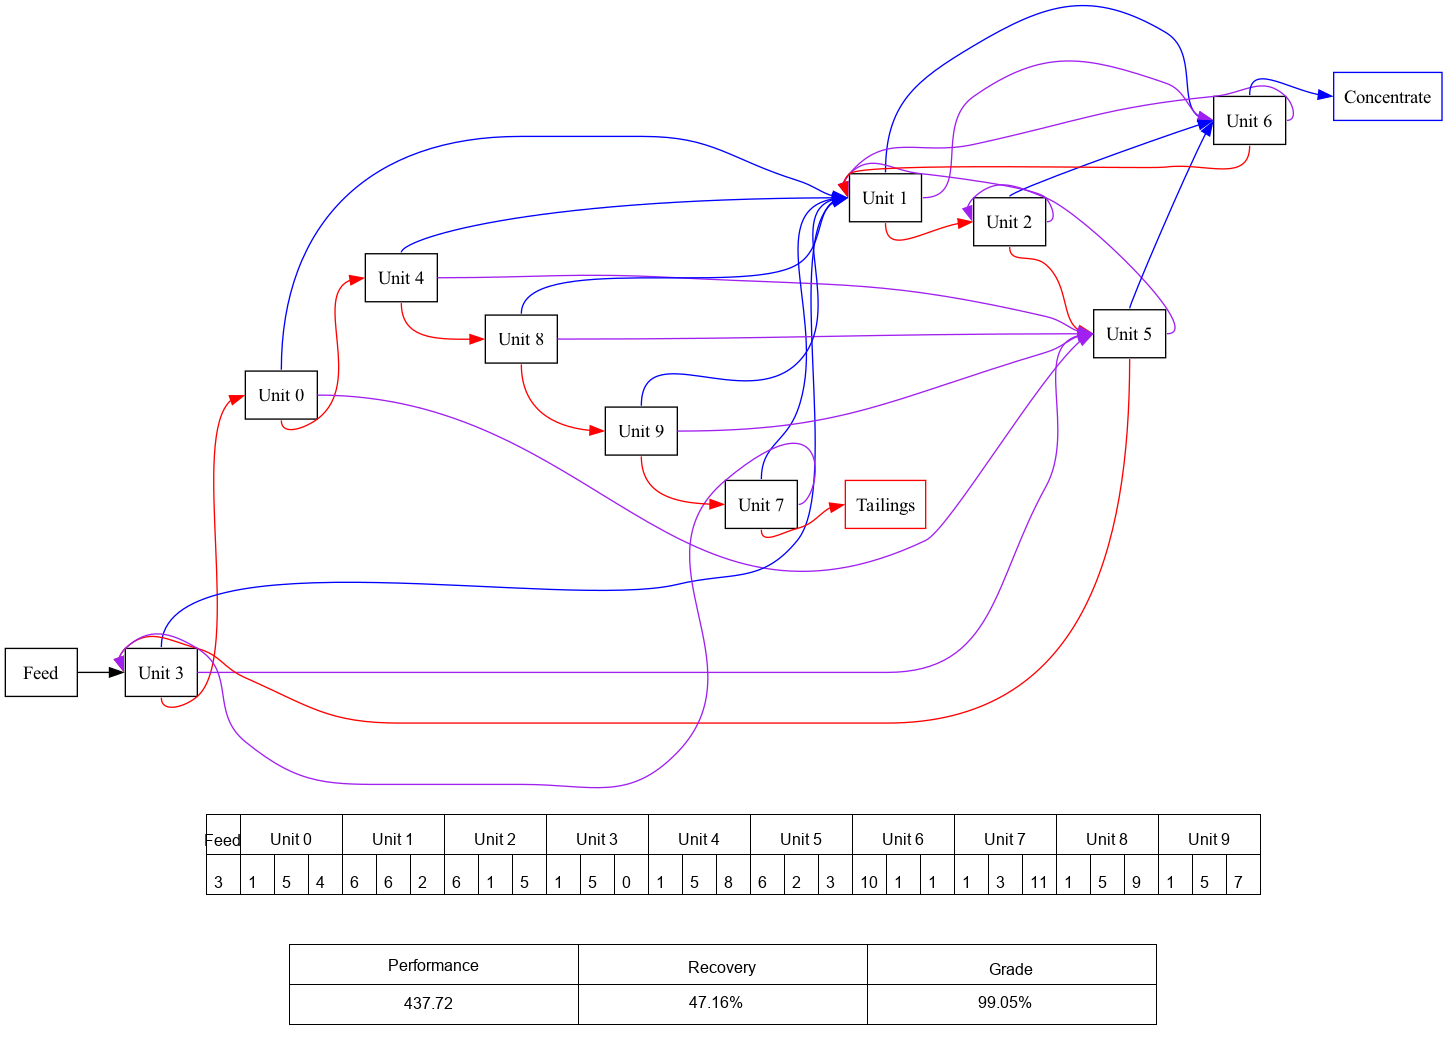 Concentrate
Unit 6
Unit 1
Unit 2
Unit 4
Unit 8
Unit 5
Unit 0
Unit 9
Unit 7
Tailings
Feed
Unit 3
Feed Unit 0 Unit 1 Unit 2 Unit 3 Unit 4 Unit 5 Unit 6 Unit 7 Unit 8 Unit 9
3 1 5 4 6 6 2 6 1 5 1 5 0 1 5 8 6 2 3 10 1 1 1 3 11 1 5 9 1 5 7
Performance Recovery Grade
437.72 47.16% 99.05%